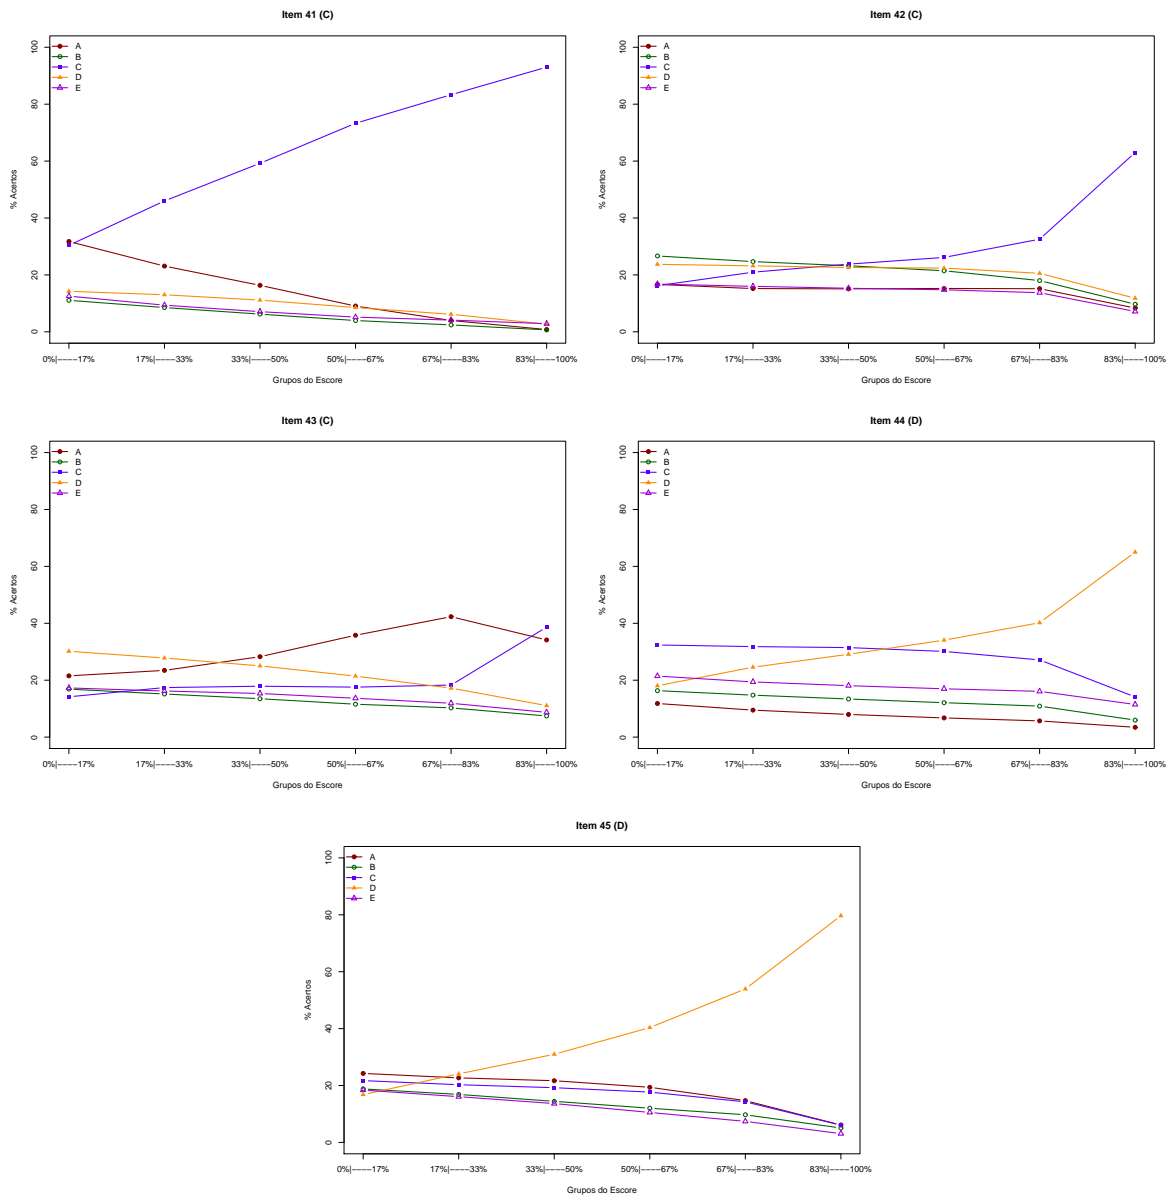 Item 41 (C)
% Acertos
100
80
60
40
20
0
A
B
C
D
E
0%|----17%
17%|----33%
33%|----50%
50%|----67%
67%|----83%
83%|----100%
Grupos do Escore
Item 42 (C)
% Acertos
100
80
60
40
20
0
A
B
C
D
E
0%|----17%
17%|----33%
33%|----50%
50%|----67%
67%|----83%
83%|----100%
Grupos do Escore
Item 43 (C)
% Acertos
100
80
60
40
20
0
A
B
C
D
E
0%|----17%
17%|----33%
33%|----50%
50%|----67%
67%|----83%
83%|----100%
Grupos do Escore
Item 44 (D)
% Acertos
100
80
60
40
20
0
A
B
C
D
E
0%|----17%
17%|----33%
33%|----50%
50%|----67%
67%|----83%
83%|----100%
Grupos do Escore
Item 45 (D)
% Acertos
100
80
60
40
20
0
A
B
C
D
E
0%|----17%
17%|----33%
33%|----50%
50%|----67%
67%|----83%
83%|----100%
Grupos do Escore